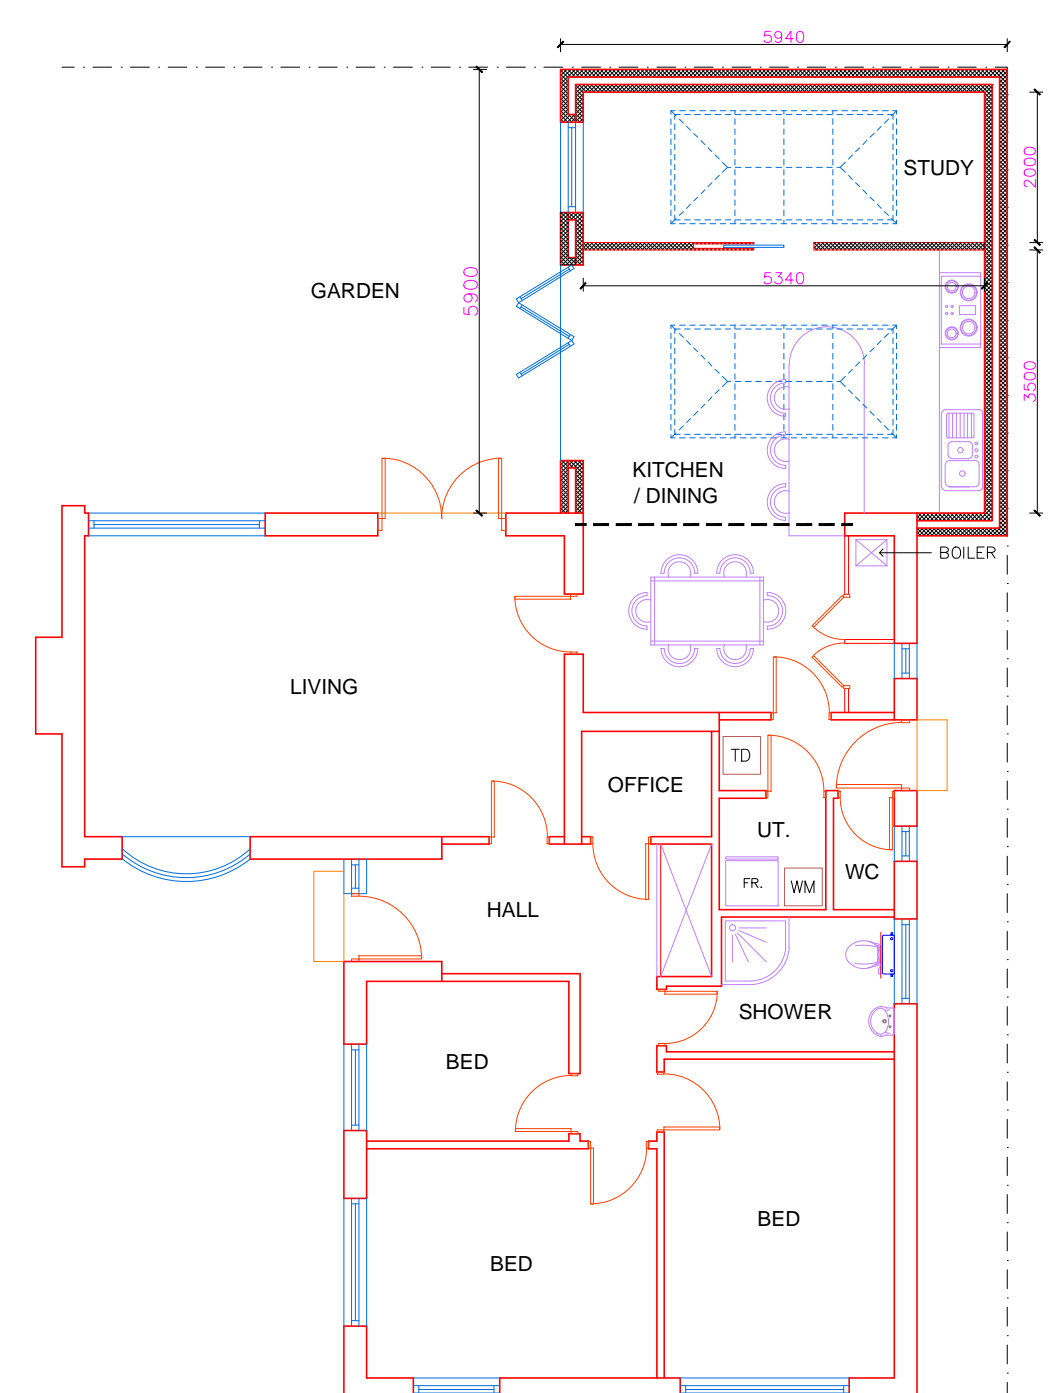 5940
STUDY
2000
5340
GARDEN
5900
3500
KITCHEN
/ DINING
BOILER
LIVING
TD
OFFICE
UT.
WC
FR.
WM
HALL
SHOWER
BED
BED
BED